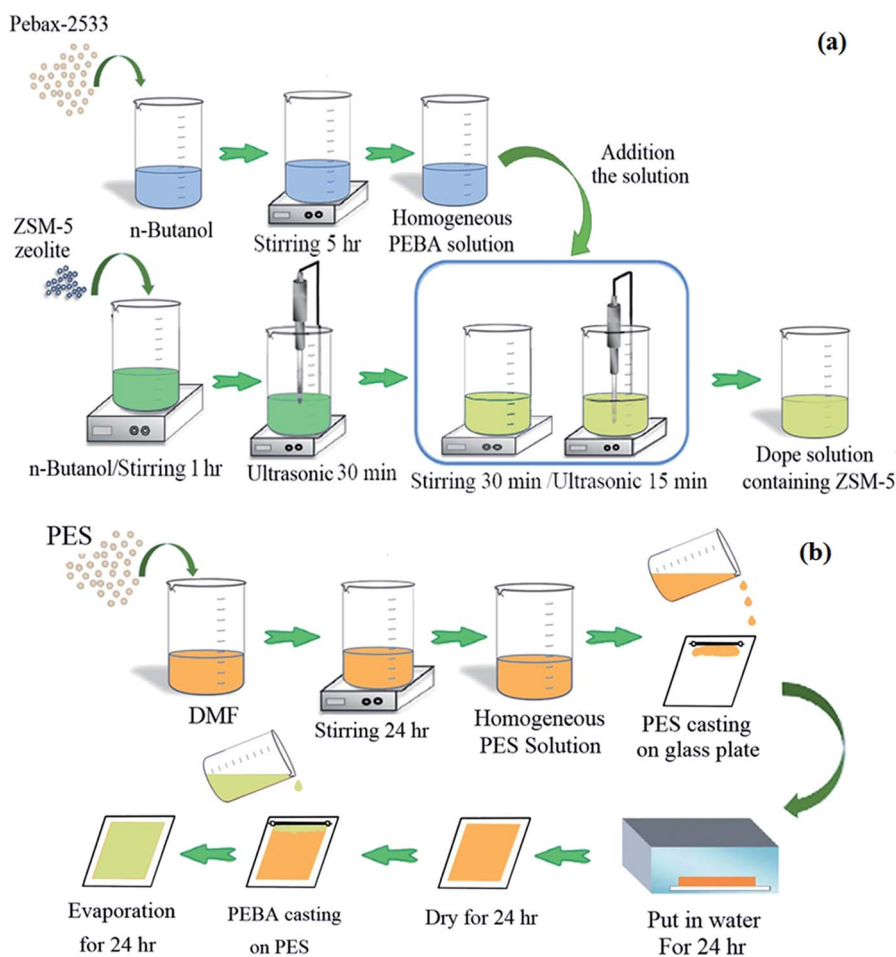 Pebax-2533
(a)
n-Butanol
Stirring 5 hr
Homogeneous
PEBA solution
Addition
the solution
ZSM-5
zeolite
n-Butanol/Stirring 1 hr
Ultrasonic 30 min
Stirring 30 min /Ultrasonic 15 min
Dope solution
containing ZSM-5
(b)
PES
DMF
Stirring 24 hr
Homogeneous
PES Solution
PES casting
on glass plate
Put in water
For 24 hr
Dry for 24 hr
PEBA casting
on PES
Evaporation
for 24 hr